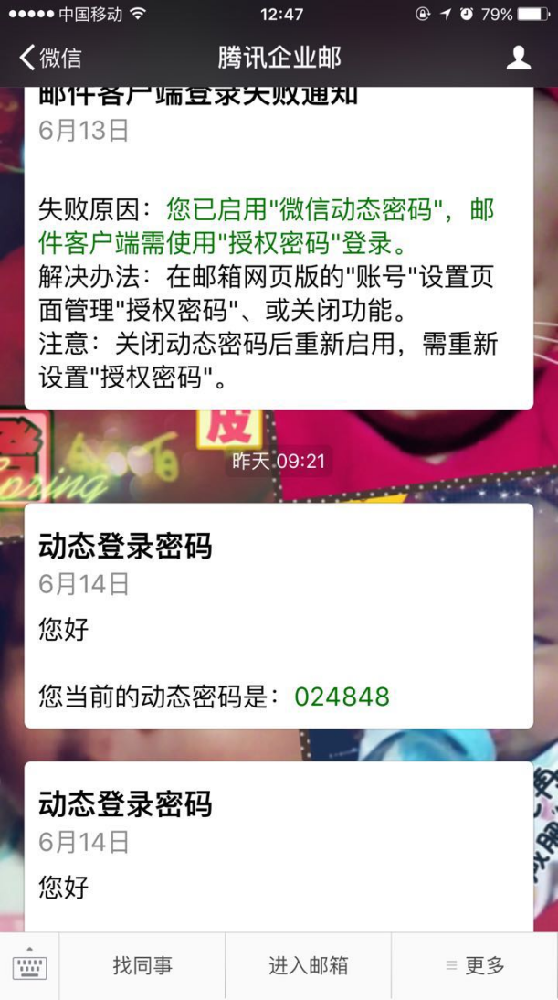 中国移动
12:47
79%
微信
腾讯企业邮
邮件客户端登录失败通知
6月13日
失败原因：您已启用"微信动态密码"，邮
件客户端需使用"授权密码"登录。
解决办法：在邮箱网页版的"账号"设置页
面管理"授权密码"、或关闭功能。
注意：关闭动态密码后重新启用，需重新
设置"授权密码"。
皮
oring
昨天 09:21
动态登录密码
6月14日
您好
您当前的动态密码是：024848
动态登录密码
6月14日
您好
再
减肥
找同事
进入邮箱
更多